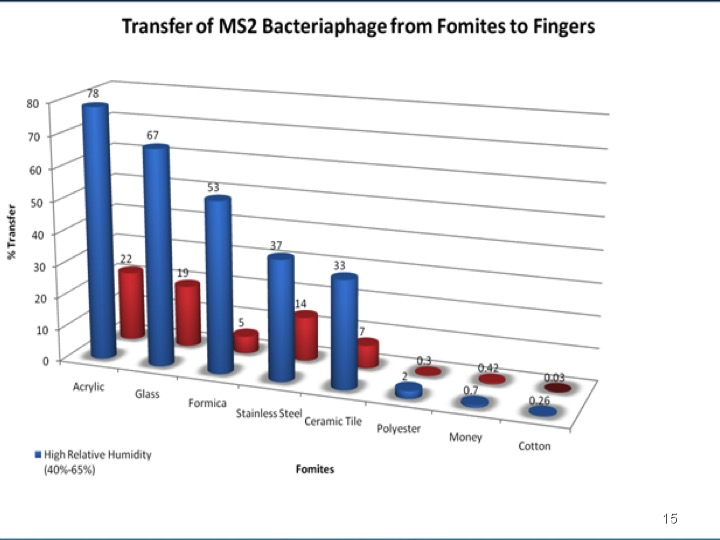 Transfer of MS2 Bacteriaphage from Fomites to Fingers
% Transfer
80
70
60
50
40
30
20
10
0
78
67
53
37
33
2
0.7
0.26
22
19
5
14
7
0.3
0.42
0.03
Acrylic
Glass
Formica
Stainless Steel
Ceramic Tile
Polyester
Money
Cotton
High Relative Humidity
(40%-65%)
Fomites
15